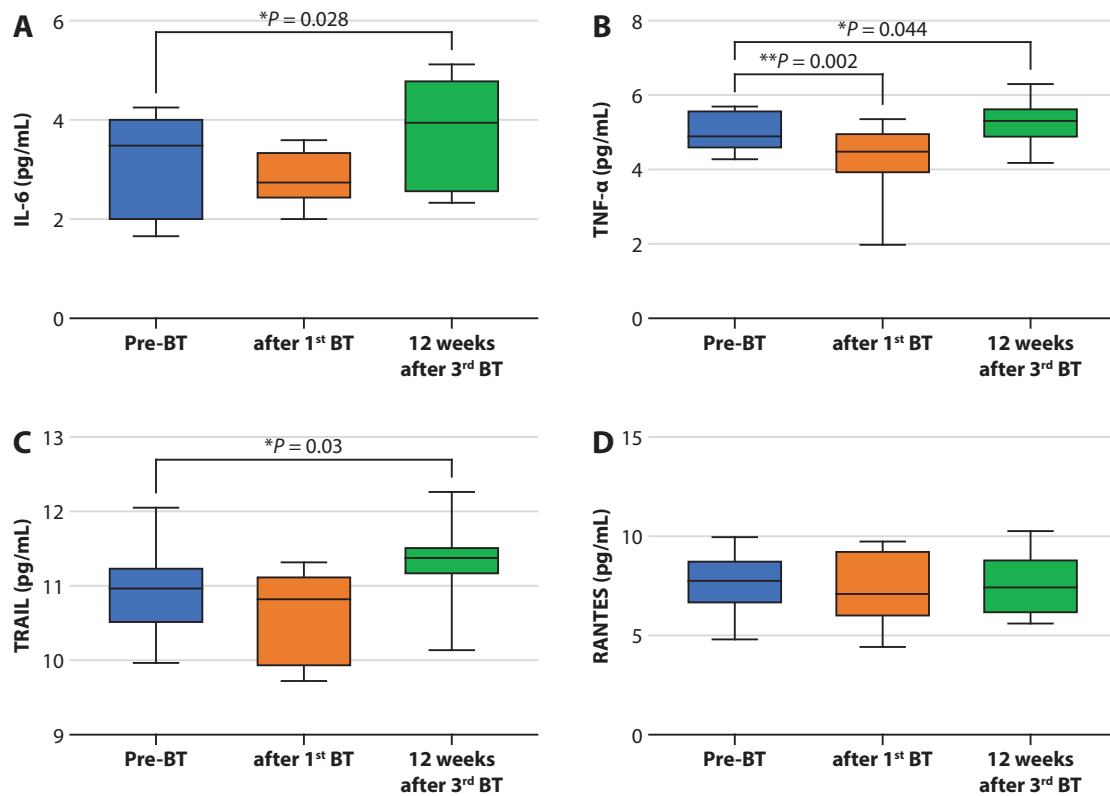 A
IL-6 (pg/mL)
6
4
2
0
*P = 0.028
Pre-BT
after 1st BT
12 weeks
after 3rd BT
B
TNF-α (pg/mL)
8
6
4
2
0
*P = 0.044
**P = 0.002
Pre-BT
after 1st BT
12 weeks
after 3rd BT
C
TRAIL (pg/mL)
13
12
11
10
9
*P = 0.03
Pre-BT
after 1st BT
12 weeks
after 3rd BT
D
RANTES (pg/mL)
15
10
5
0
Pre-BT
after 1st BT
12 weeks
after 3rd BT